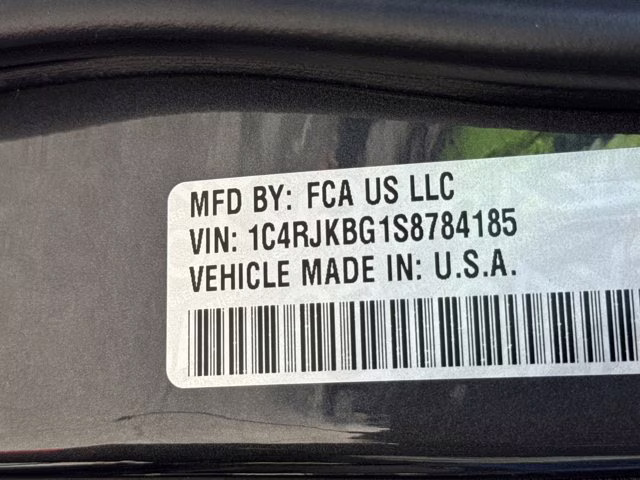 MFD BY: FCA US LLC
VIN: 1C4RJKBG1S8784185
VEHICLE MADE IN: U.S.A.